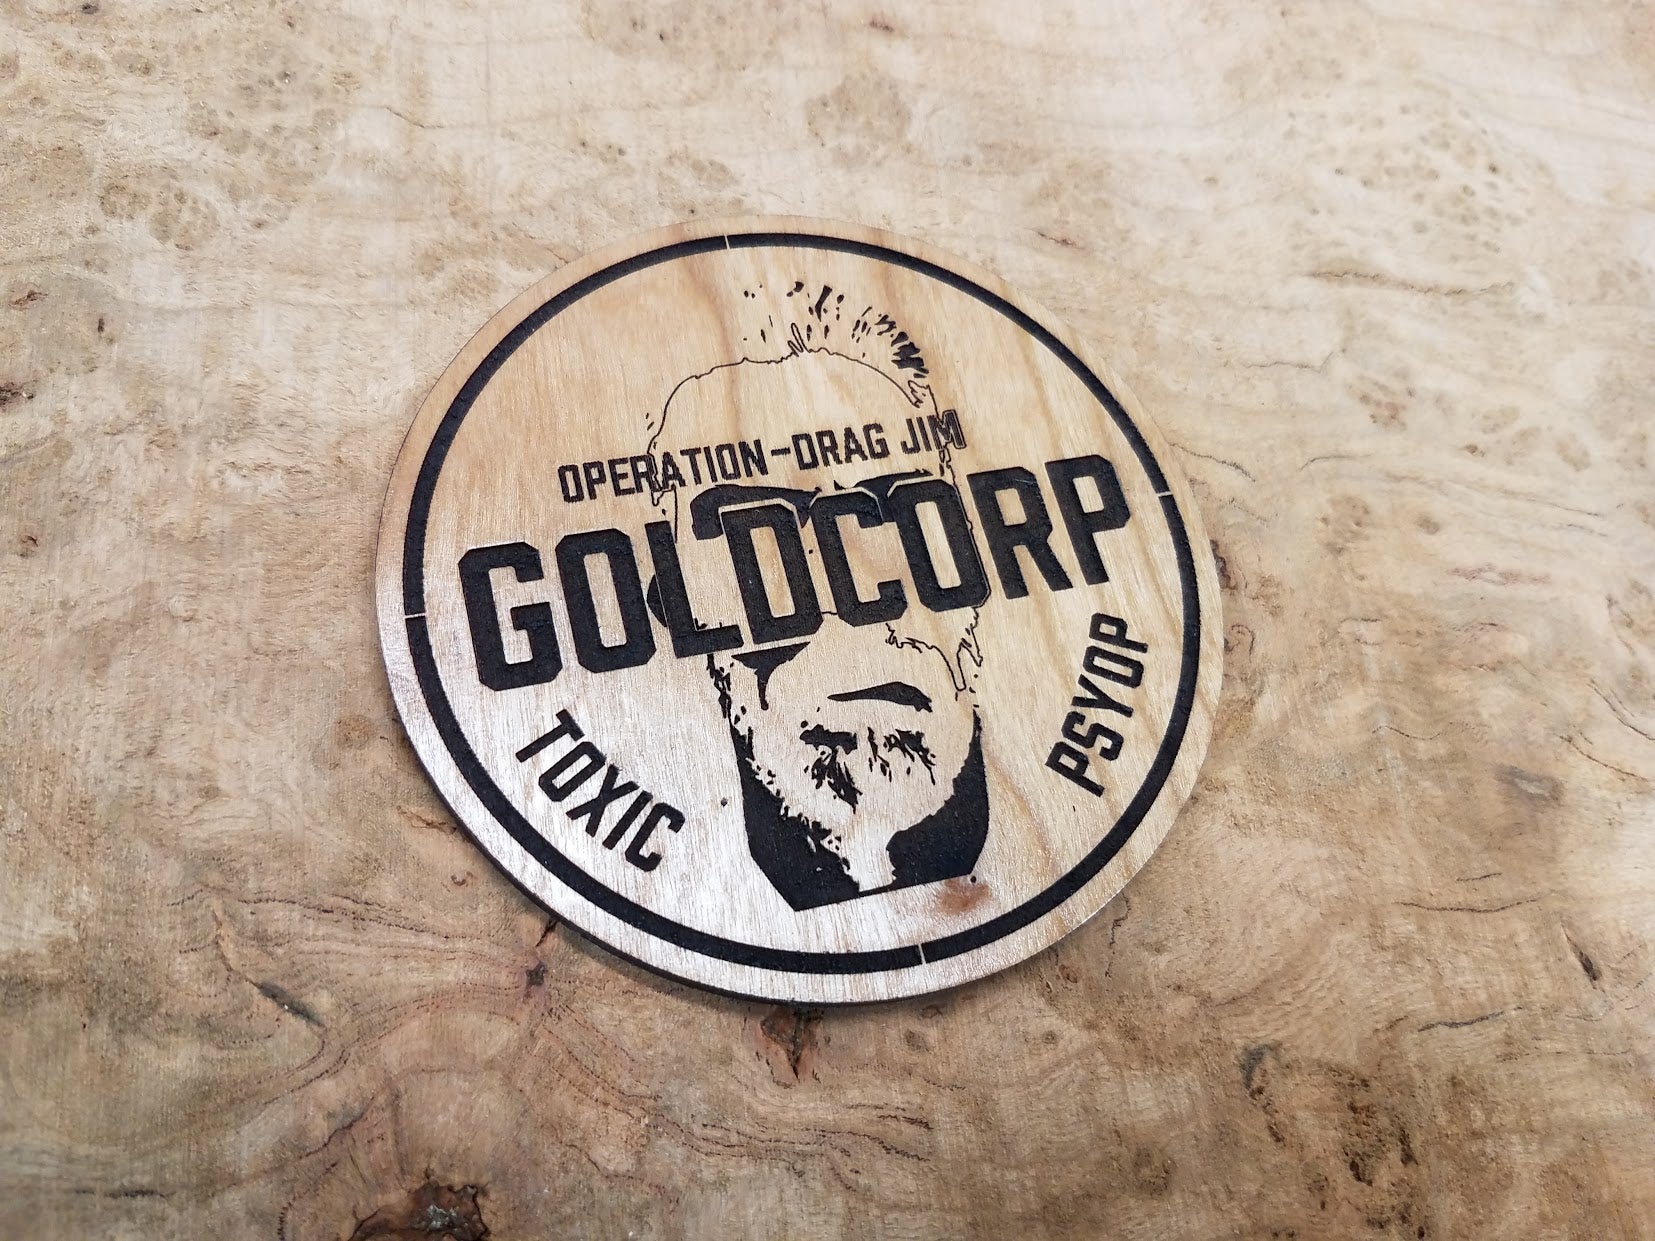 OPERATION-DRAG JIM
GOLDCORP
TOXIC
PSYOP